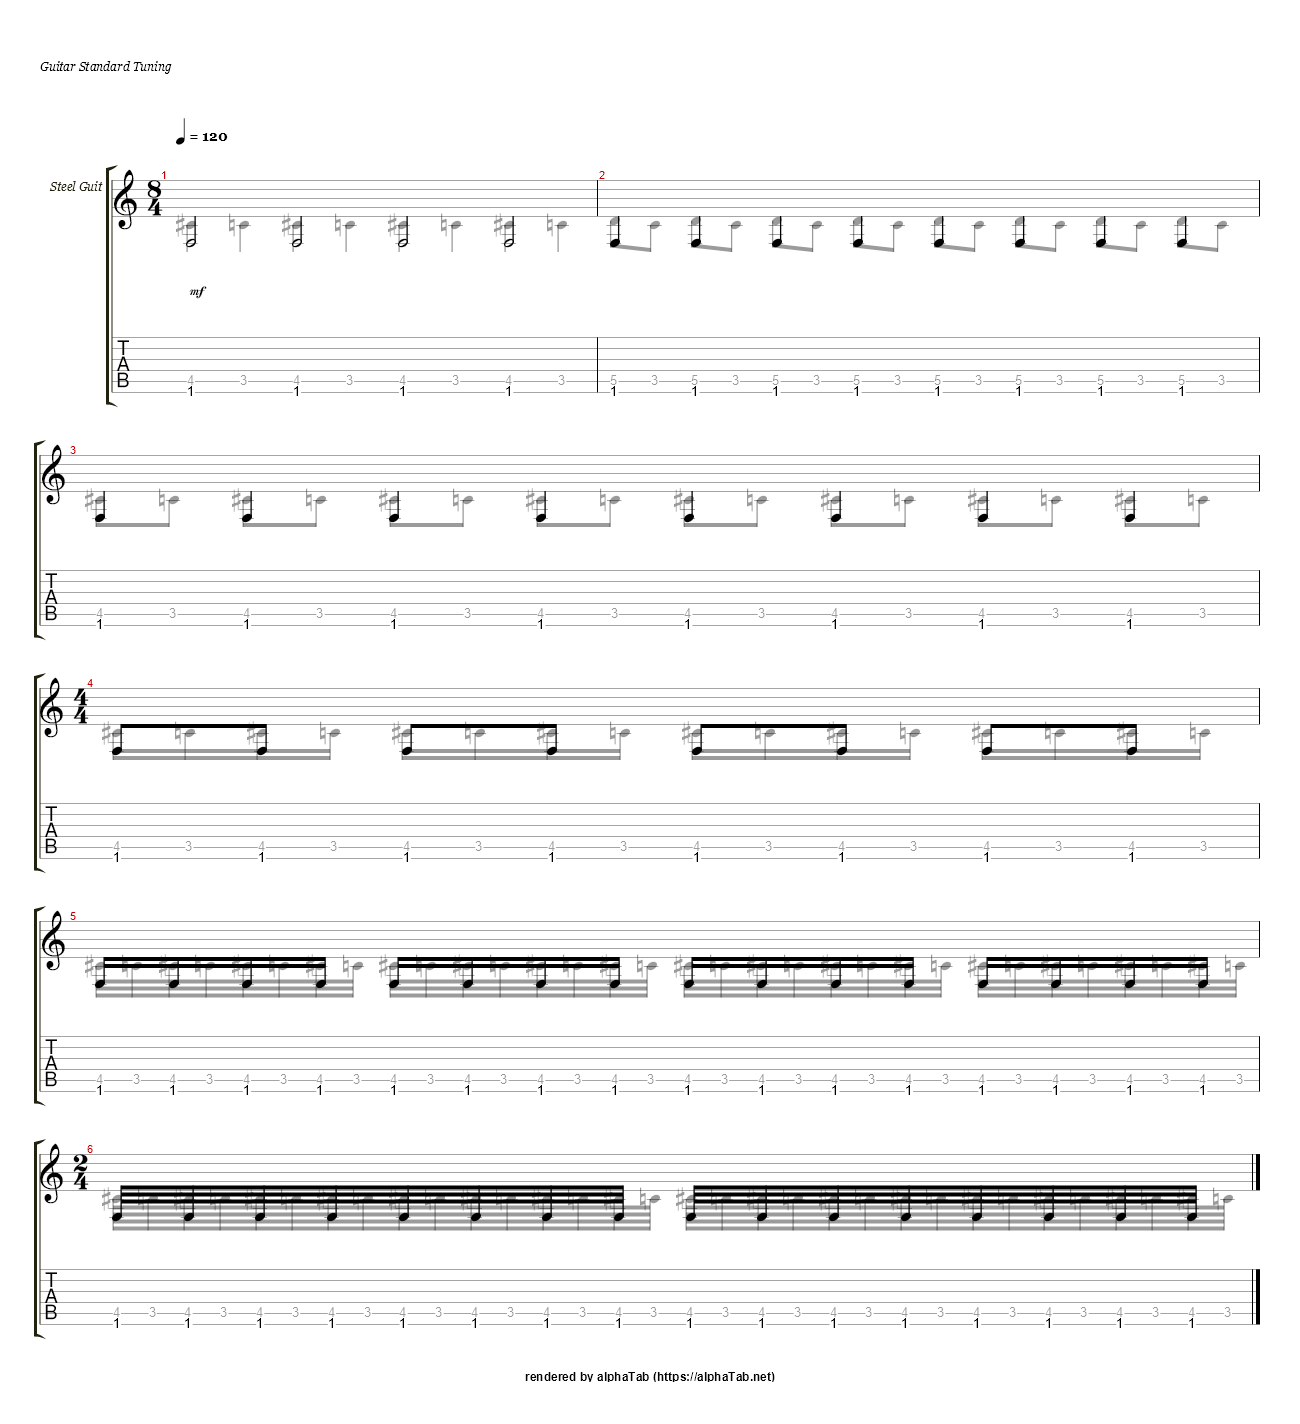 Guitar Standard Tuning
= 120
Steel Guit
1 2
8
4
mf
T
A
B
4 3 4 3 4 3 4 3 5 3 5 3 5 3 5 3 5 3 5 3 5 3 5 3
1 1 1 1 1 1 1 1 1 1 1 1
3
T
A
B
4 3 4 3 4 3 4 3 4 3 4 3 4 3 4 3
1 1 1 1 1 1 1 1
4
4
4
T
A
B
4 3 4 3 4 3 4 3 4 3 4 3 4 3 4 3
1 1 1 1 1 1 1 1
5
T
A
B
4 3 4 3 4 3 4 3 4 3 4 3 4 3 4 3 4 3 4 3 4 3 4 3 4 3 4 3 4 3 4 3
1 1 1 1 1 1 1 1 1 1 1 1 1 1 1 1
6
2
4
T
A
B
4 3 4 3 4 3 4 3 4 3 4 3 4 3 4 3 4 3 4 3 4 3 4 3 4 3 4 3 4 3 4 3
1 1 1 1 1 1 1 1 1 1 1 1 1 1 1 1
rendered by alphaTab (https://alphaTab.net)